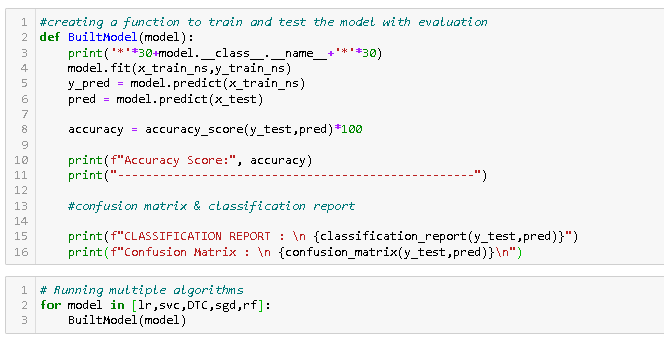 1 #creating a function to train and test the model with evaluation
2 def BuiltModel(model):
3     print('*'*30+model.__class__.__name__+'*'*30)
4     model.fit(x_train_ns,y_train_ns)
5     y_pred = model.predict(x_train_ns)
6     pred = model.predict(x_test)
7
8     accuracy = accuracy_score(y_test,pred)*100
9
10     print(f"Accuracy Score:", accuracy)
11     print("---------------------------------------------------")
12
13     #confusion matrix & classification report
14
15     print(f"CLASSIFICATION REPORT : \n {classification_report(y_test,pred)}")
16     print(f"Confusion Matrix : \n {confusion_matrix(y_test,pred)}\n")
1 # Running multiple algorithms
2 for model in [lr,svc,DTC,sgd,rf]:
3     BuiltModel(model)